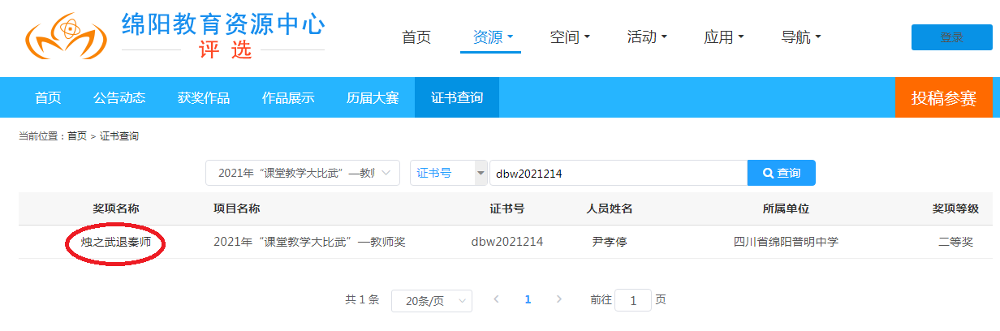 绵阳教育资源中心
评选
首页 资源 空间 活动 应用 导航 登录
首页 公告动态 获奖作品 作品展示 历届大赛 证书查询 投稿参赛
当前位置：首页 > 证书查询
2021年“课堂教学大比武”—教师 证书号 dbw2021214 查询
奖项名称 项目名称 证书号 人员姓名 所属单位 奖项等级
烛之武退秦师 2021年“课堂教学大比武”—教师奖 dbw2021214 尹孝停 四川省绵阳普明中学 二等奖
共 1 条 20条/页 < 1 > 前往 1 页